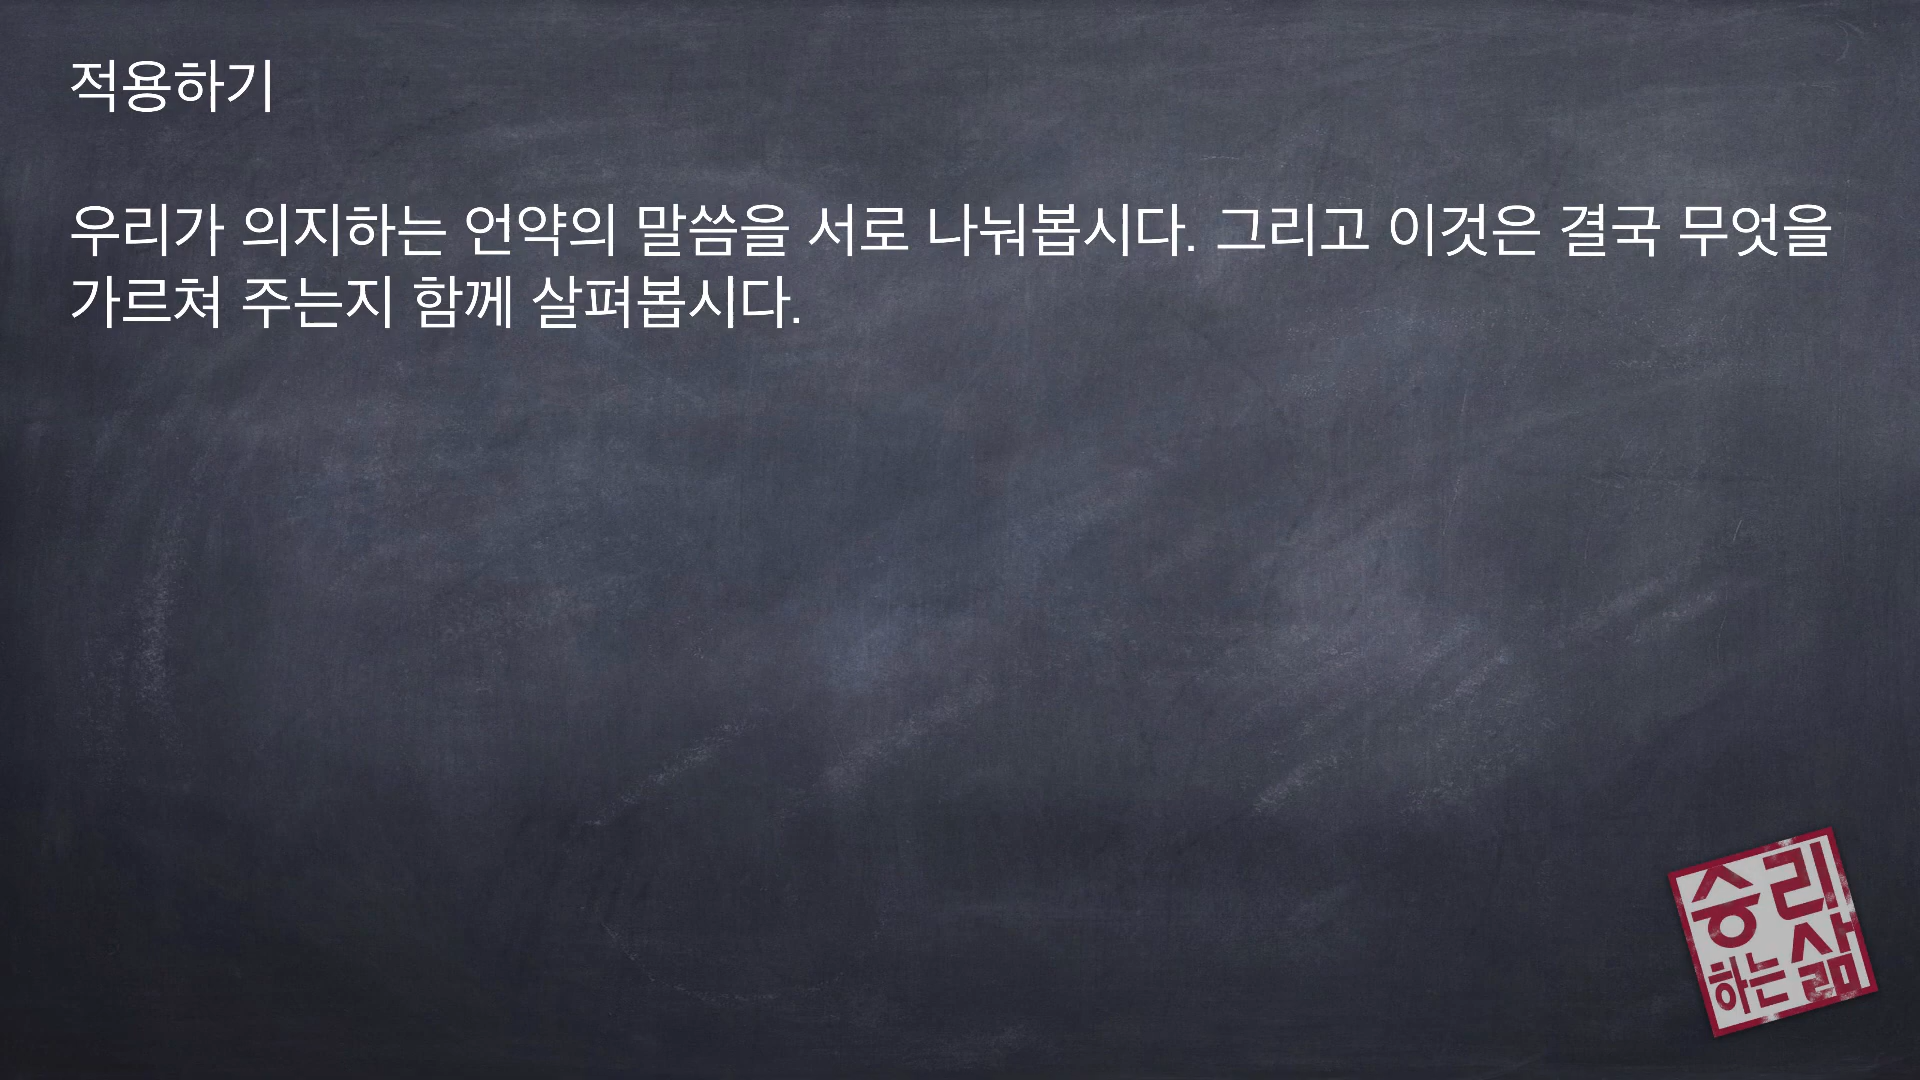 적용하기
우리가 의지하는 언약의 말씀을 서로 나눠봅시다. 그리고 이것은 결국 무엇을
가르쳐 주는지 함께 살펴봅시다.
승리
하는 삶